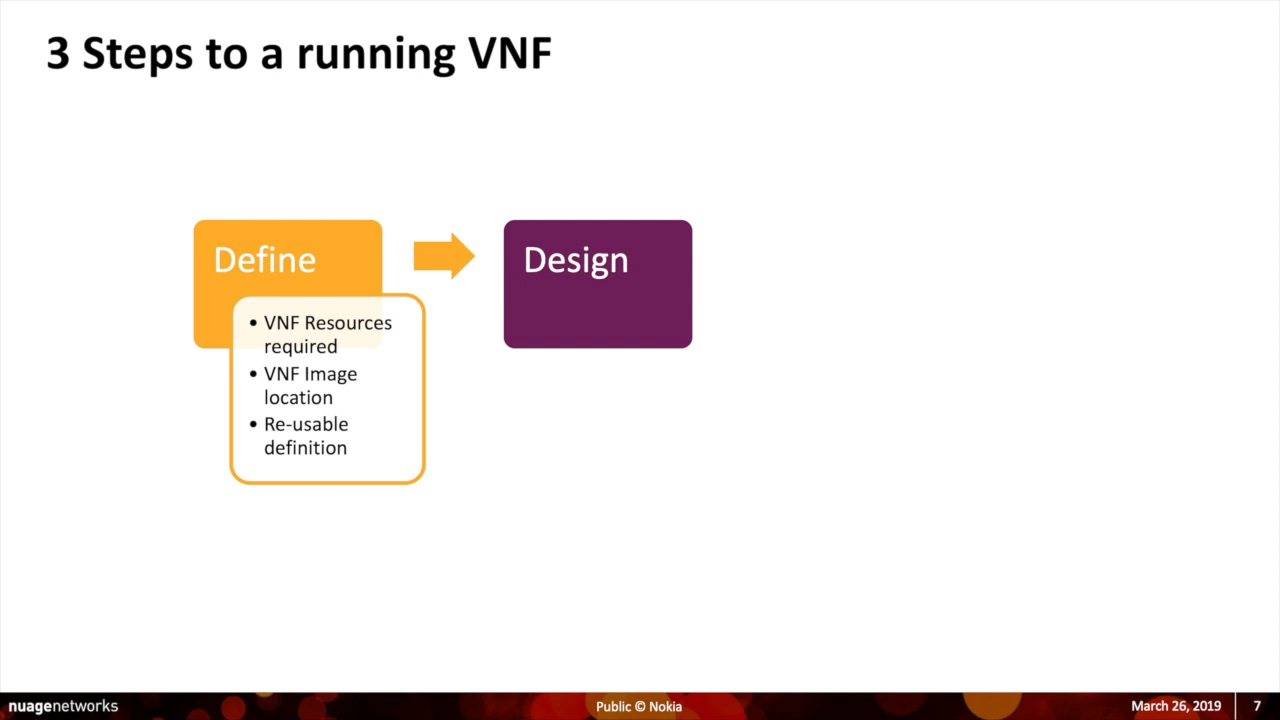 3 Steps to a running VNF
Define
Design
• VNF Resources
required
• VNF Image
location
• Re-usable
definition
nuagenetworks
Public © Nokia
March 26, 2019
7